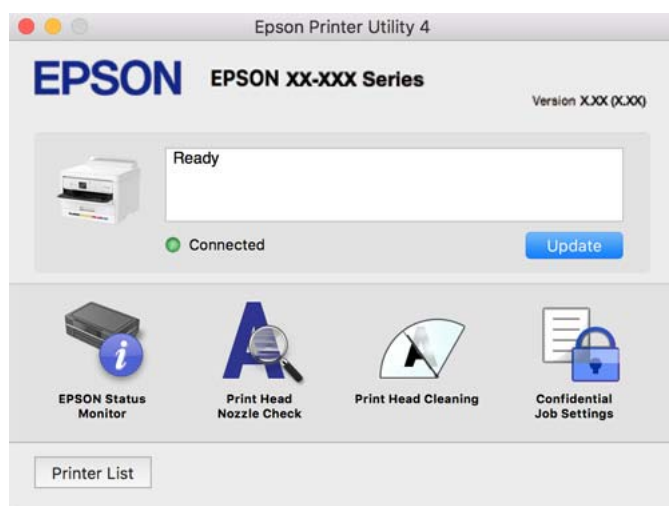 Epson Printer Utility 4
EPSON
EPSON XX-XXX Series
Version X.XX (X.XX)
Ready
Connected
Update
EPSON Status
Monitor
Print Head
Nozzle Check
Print Head Cleaning
Confidential
Job Settings
Printer List